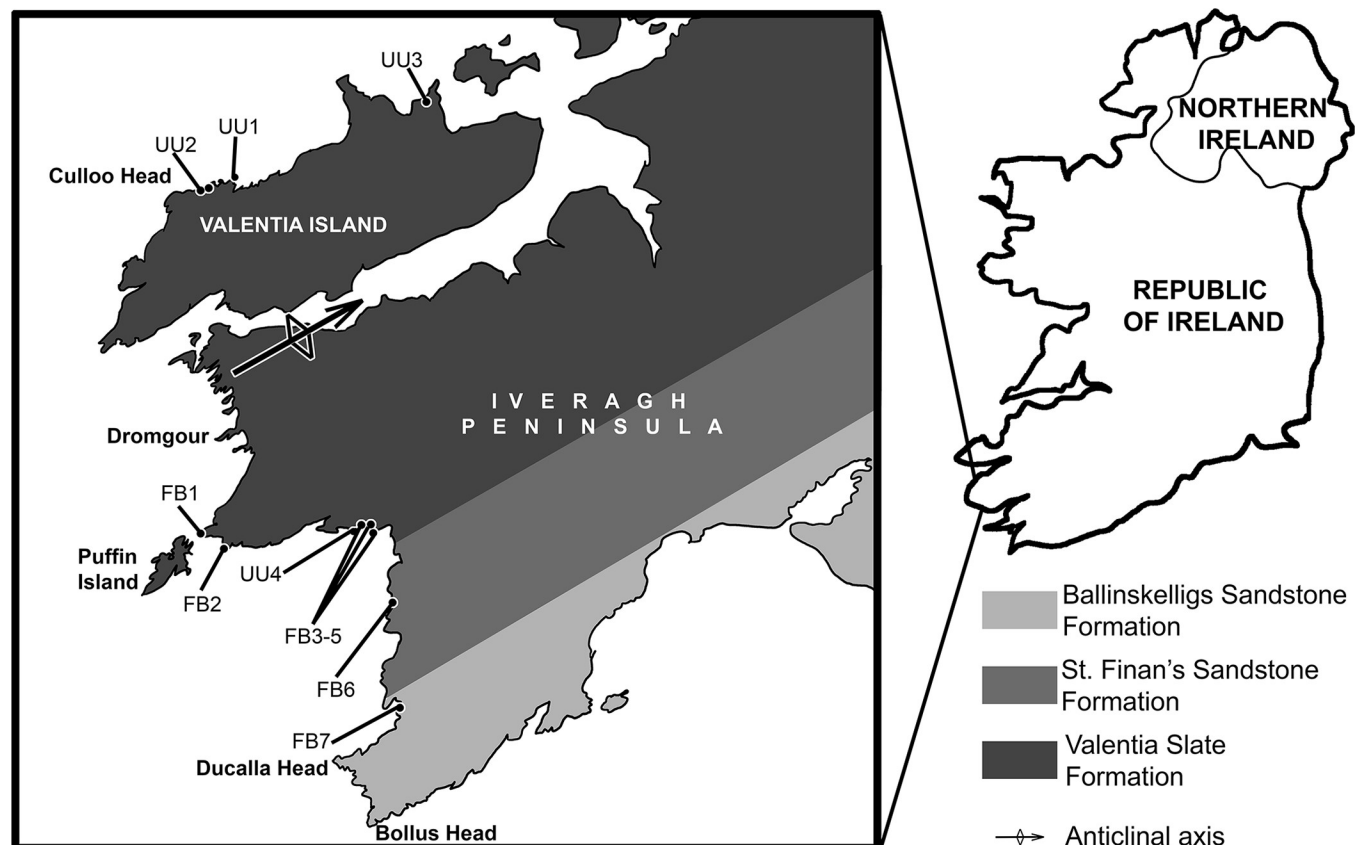 UU3
UU1
UU2
Culloo Head
VALENTIA ISLAND
I V E R A G H
P E N I N S U L A
Dromgour
FB1
Puffin
Island
FB2
UU4
FB3-5
FB6
FB7
Ducalla Head
Bollus Head
NORTHERN
IRELAND
REPUBLIC
OF IRELAND
Ballinskelligs Sandstone
Formation
St. Finan's Sandstone
Formation
Valentia Slate
Formation
Anticlinal axis